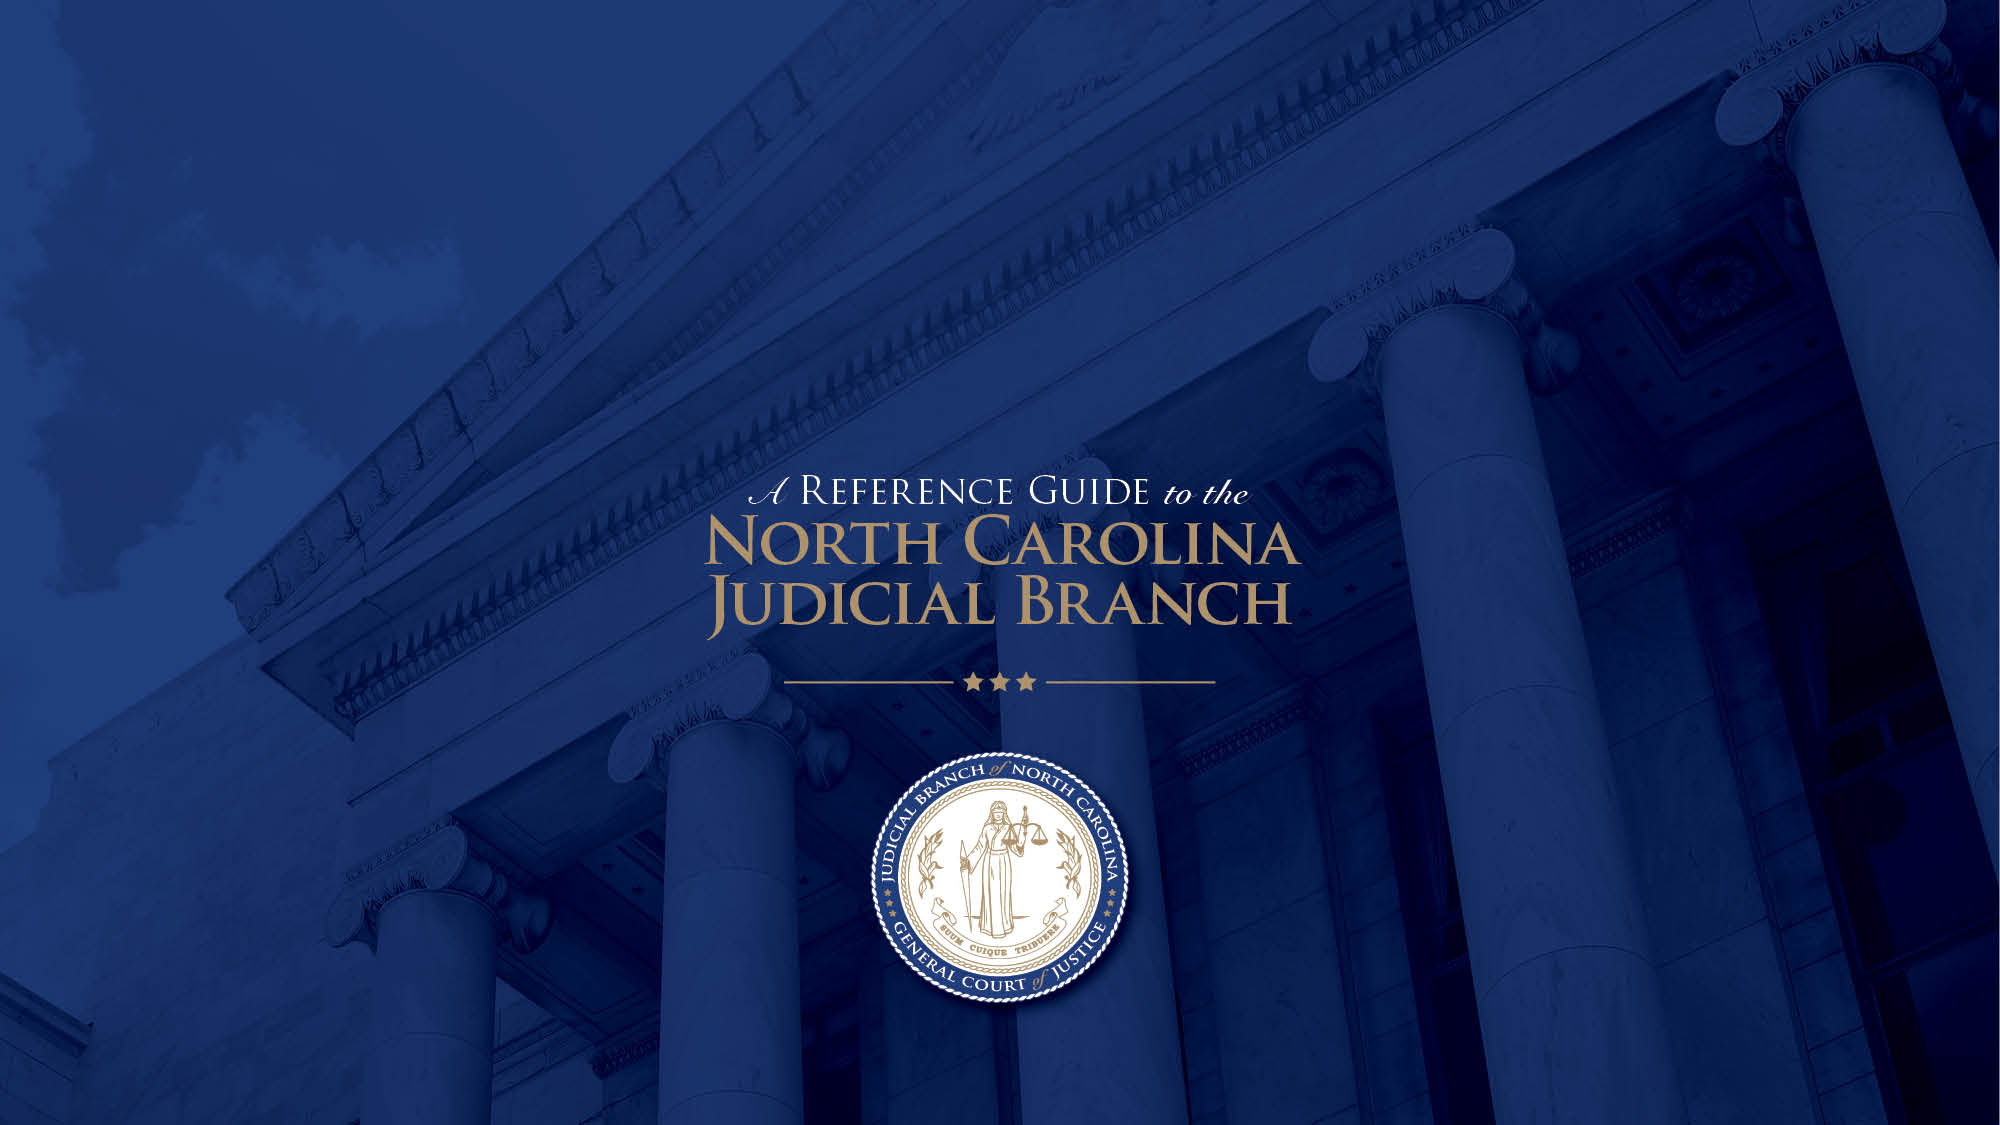 A REFERENCE GUIDE to the
NORTH CAROLINA
JUDICIAL BRANCH
JUDICIAL BRANCH of NORTH CAROLINA
SUUM CUIQUE TRIBUERE
GENERAL COURT of JUSTICE